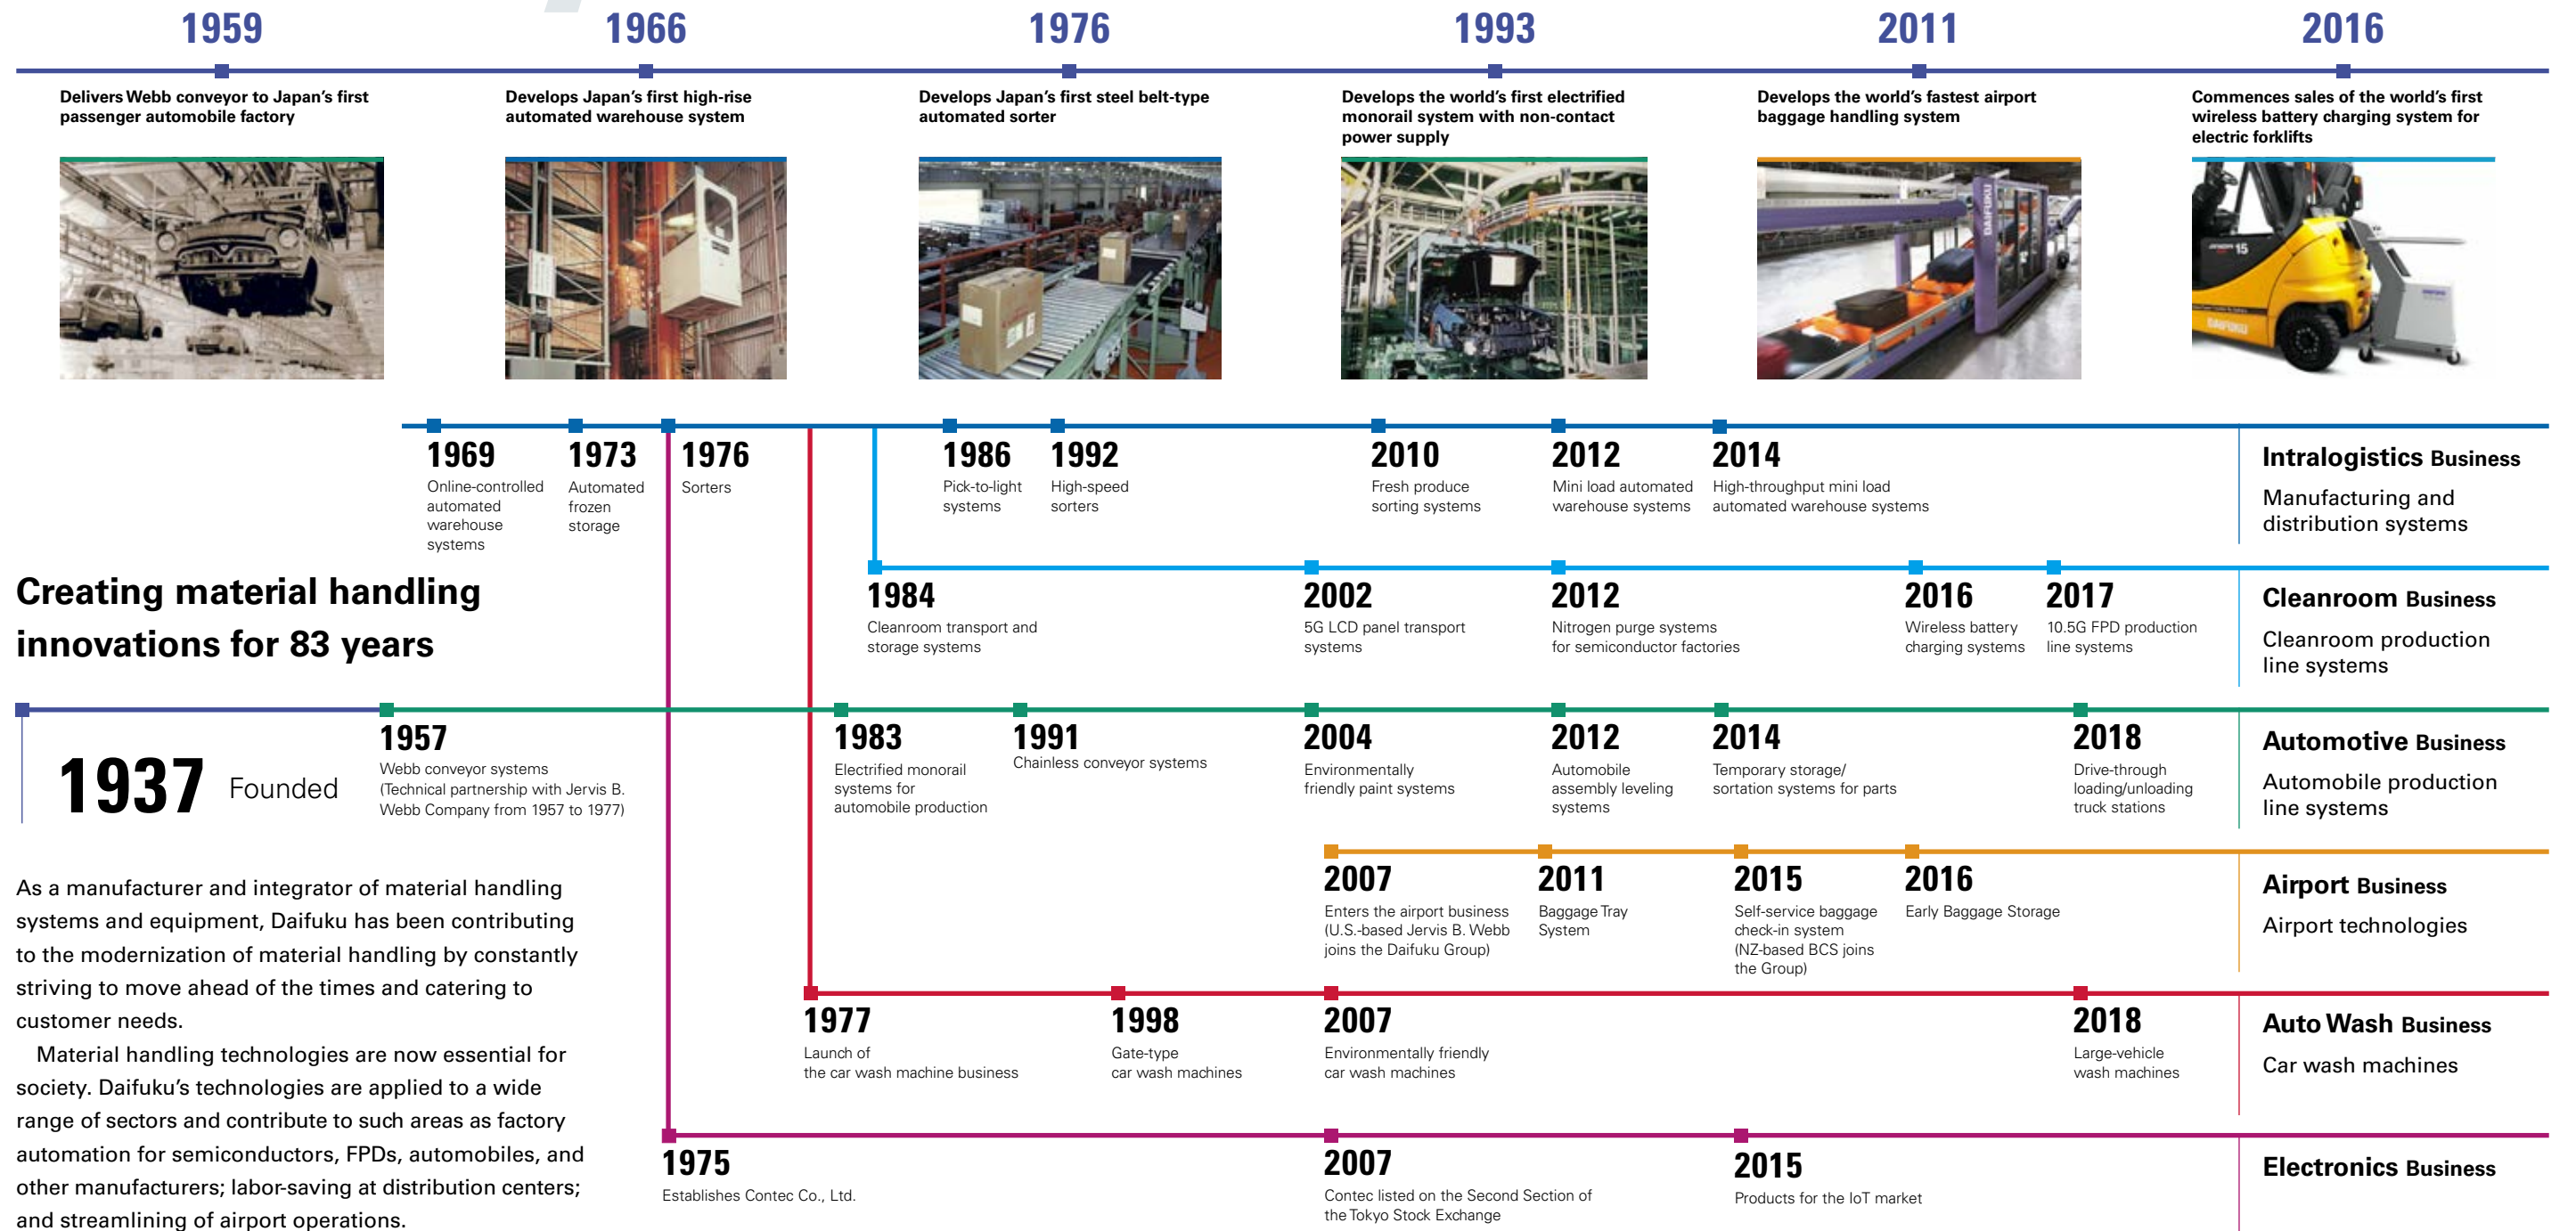 1959
1966
1976
1993
2011
2016
Delivers Webb conveyor to Japan's first
passenger automobile factory
Develops Japan's first high-rise
automated warehouse system
Develops Japan's first steel belt-type
automated sorter
Develops the world's first electrified
monorail system with non-contact
power supply
Develops the world's fastest airport
baggage handling system
Commences sales of the world's first
wireless battery charging system for
electric forklifts
DAIFUKU
15
DAIFUKU
1969
Online-controlled
automated
warehouse
systems
1973
Automated
frozen
storage
1976
Sorters
1986
Pick-to-light
systems
1992
High-speed
sorters
2010
Fresh produce
sorting systems
2012
Mini load automated
warehouse systems
2014
High-throughput mini load
automated warehouse systems
Intralogistics Business
Manufacturing and
distribution systems
Creating material handling
innovations for 83 years
1984
Cleanroom transport and
storage systems
2002
5G LCD panel transport
systems
2012
Nitrogen purge systems
for semiconductor factories
2016
Wireless battery
charging systems
2017
10.5G FPD production
line systems
Cleanroom Business
Cleanroom production
line systems
1937 Founded
1957
Webb conveyor systems
(Technical partnership with Jervis B.
Webb Company from 1957 to 1977)
1983
Electrified monorail
systems for
automobile production
1991
Chainless conveyor systems
2004
Environmentally
friendly paint systems
2012
Automobile
assembly leveling
systems
2014
Temporary storage/
sortation systems for parts
2018
Drive-through
loading/unloading
truck stations
Automotive Business
Automobile production
line systems
2007
Enters the airport business
(U.S.-based Jervis B. Webb
joins the Daifuku Group)
2011
Baggage Tray
System
2015
Self-service baggage
check-in system
(NZ-based BCS joins
the Group)
2016
Early Baggage Storage
Airport Business
Airport technologies
As a manufacturer and integrator of material handling
systems and equipment, Daifuku has been contributing
to the modernization of material handling by constantly
striving to move ahead of the times and catering to
customer needs.
Material handling technologies are now essential for
society. Daifuku's technologies are applied to a wide
range of sectors and contribute to such areas as factory
automation for semiconductors, FPDs, automobiles, and
other manufacturers; labor-saving at distribution centers;
and streamlining of airport operations.
1977
Launch of
the car wash machine business
1998
Gate-type
car wash machines
2007
Environmentally friendly
car wash machines
2018
Large-vehicle
wash machines
Auto Wash Business
Car wash machines
1975
Establishes Contec Co., Ltd.
2007
Contec listed on the Second Section of
the Tokyo Stock Exchange
2015
Products for the IoT market
Electronics Business